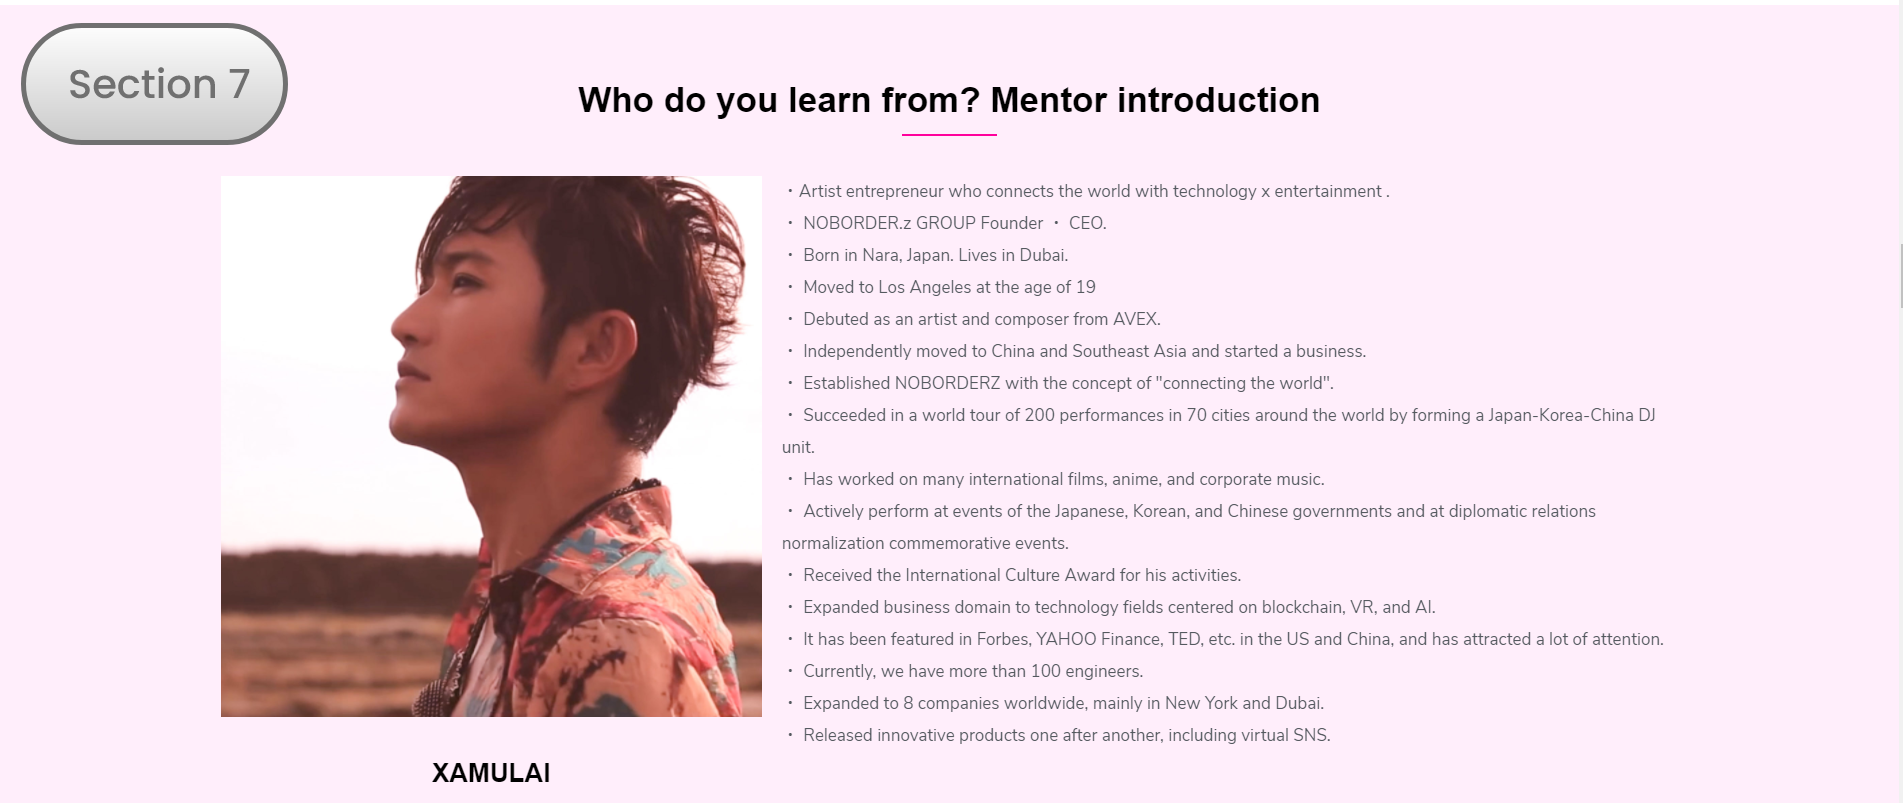 Section 7
Who do you learn from? Mentor introduction
・Artist entrepreneur who connects the world with technology x entertainment .
・ NOBORDER.z GROUP Founder ・ CEO.
・ Born in Nara, Japan. Lives in Dubai.
・ Moved to Los Angeles at the age of 19
・ Debuted as an artist and composer from AVEX.
・ Independently moved to China and Southeast Asia and started a business.
・ Established NOBORDERZ with the concept of "connecting the world".
・ Succeeded in a world tour of 200 performances in 70 cities around the world by forming a Japan-Korea-China DJ
unit.
・ Has worked on many international films, anime, and corporate music.
・ Actively perform at events of the Japanese, Korean, and Chinese governments and at diplomatic relations
normalization commemorative events.
・ Received the International Culture Award for his activities.
・ Expanded business domain to technology fields centered on blockchain, VR, and AI.
・ It has been featured in Forbes, YAHOO Finance, TED, etc. in the US and China, and has attracted a lot of attention.
・ Currently, we have more than 100 engineers.
・ Expanded to 8 companies worldwide, mainly in New York and Dubai.
・ Released innovative products one after another, including virtual SNS.
XAMULAI